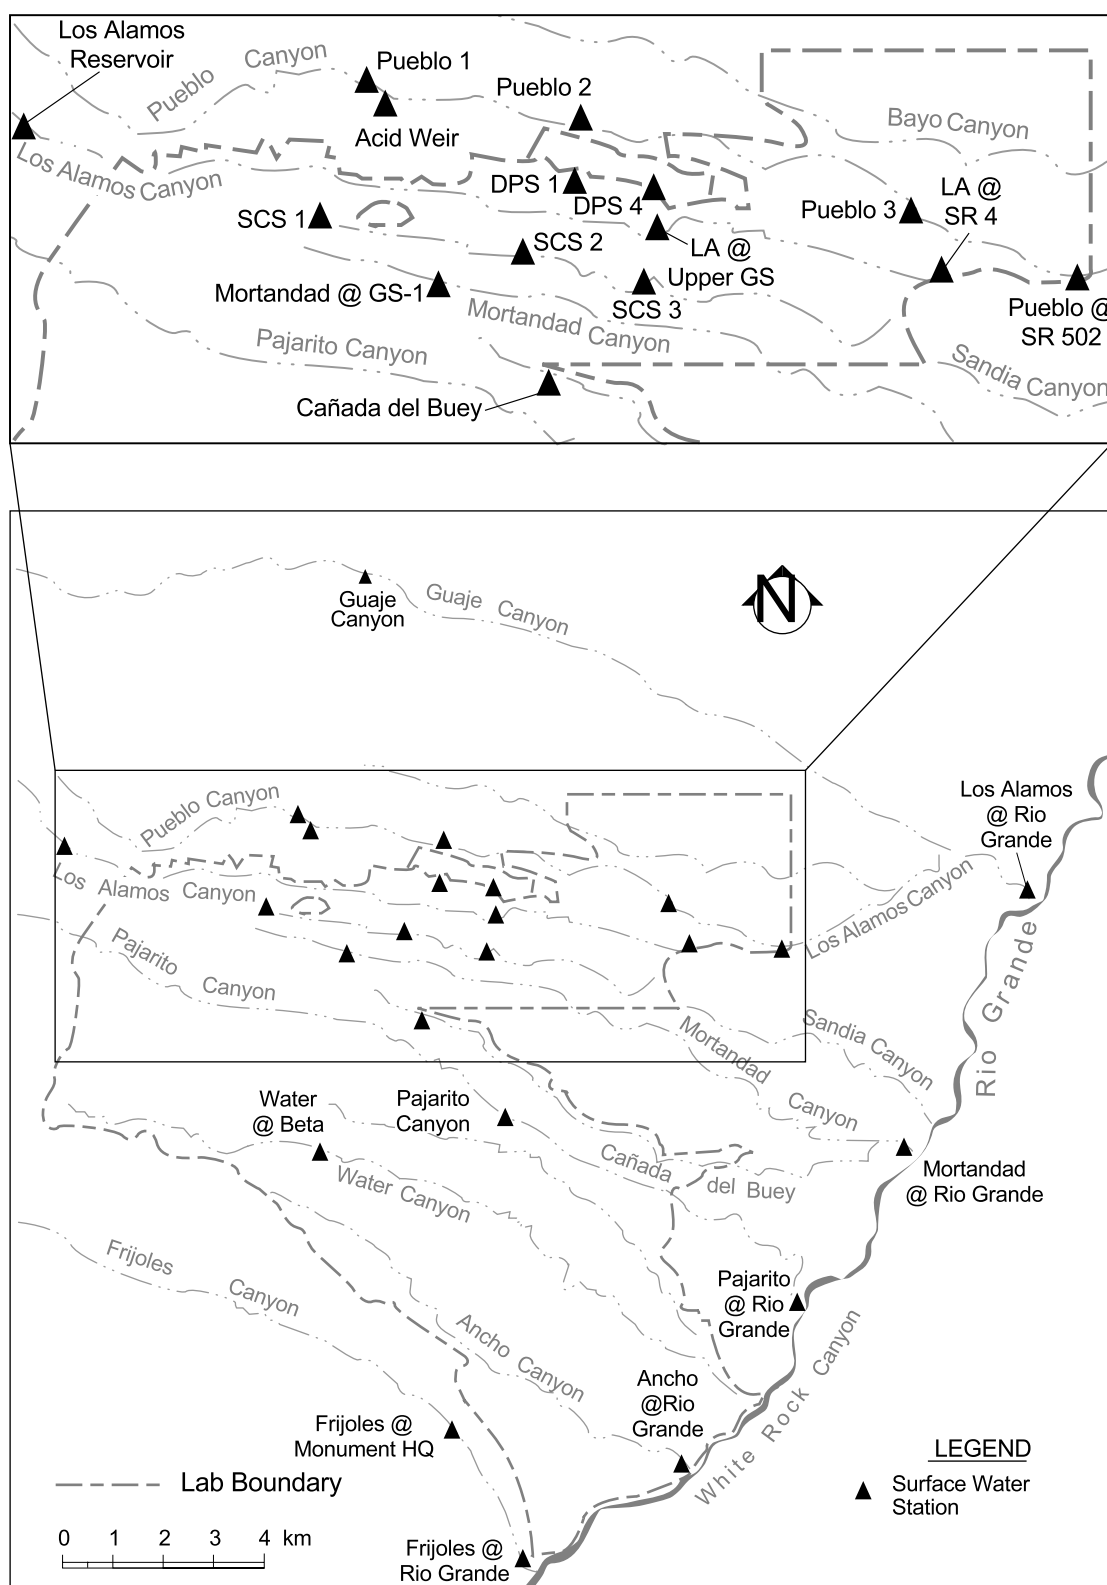 Los Alamos
Reservoir
Pueblo Canyon
Pueblo 1
Acid Weir
Pueblo 2
Bayo Canyon
Los Alamos Canyon
DPS 1
DPS 4
SCS 1
SCS 2
LA @
Upper GS
Pueblo 3
LA @
SR 4
Mortandad @ GS-1
SCS 3
Mortandad Canyon
Pueblo @
SR 502
Pajarito Canyon
Sandia Canyon
Cañada del Buey
Guaje
Canyon
Guaje Canyon
N
Pueblo Canyon
Los Alamos
@ Rio
Grande
Los Alamos Canyon
Los Alamos Canyon
Pajarito Canyon
Rio Grande
Sandia Canyon
Mortandad Canyon
Water
@ Beta
Pajarito
Canyon
Cañada del Buey
Water Canyon
Mortandad
@ Rio Grande
Frijoles Canyon
Pajarito
@ Rio
Grande
Ancho Canyon
Ancho
@Rio
Grande
White Rock Canyon
Frijoles @
Monument HQ
LEGEND
Surface Water
Station
Lab Boundary
0 1 2 3 4 km
Frijoles @
Rio Grande